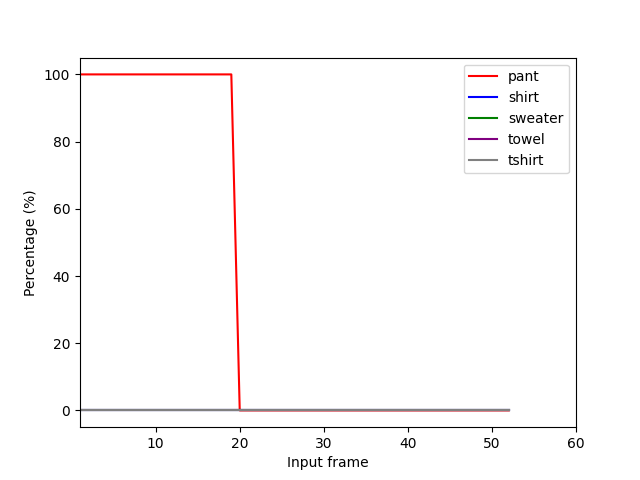 100
80
60
40
20
0
Percentage (%)
pant
shirt
sweater
towel
tshirt
10 20 30 40 50 60
Input frame